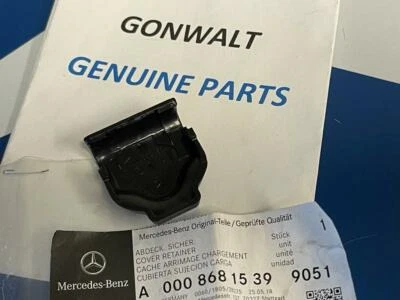 GONWALT
GENUINE PARTS
Mercedes-Benz Original-Teile/Geprüfte Qualität
ABDECK. SICHER.
COVER RETAINER
CACHE ARRIMAGE CHARGEMENT
CUBIERTA SUJECION CARGA
Stück
unit
unité
unidad
1
Mercedes-Benz
A 000 868 15 39 9051
GERMANY